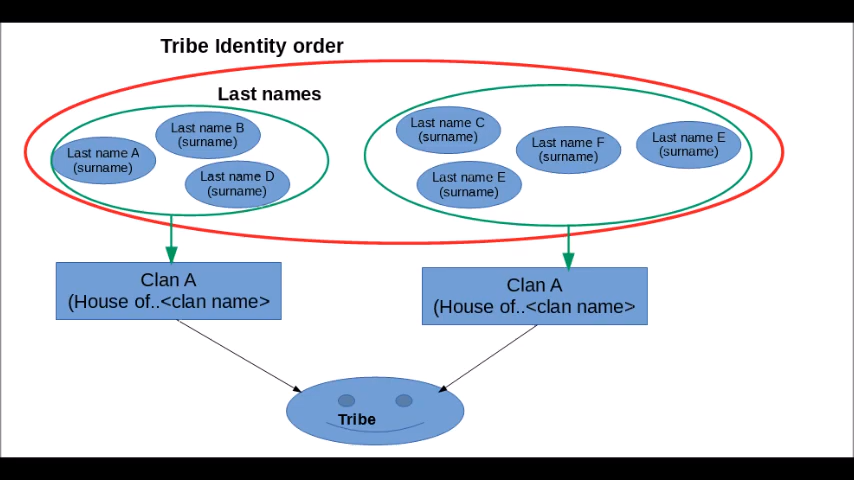 Tribe Identity order
Last names
Last name A
(surname)
Last name B
(surname)
Last name D
(surname)
Last name C
(surname)
Last name E
(surname)
Last name F
(surname)
Last name E
(surname)
Clan A
(House of..<clan name>
Clan A
(House of..<clan name>
Tribe